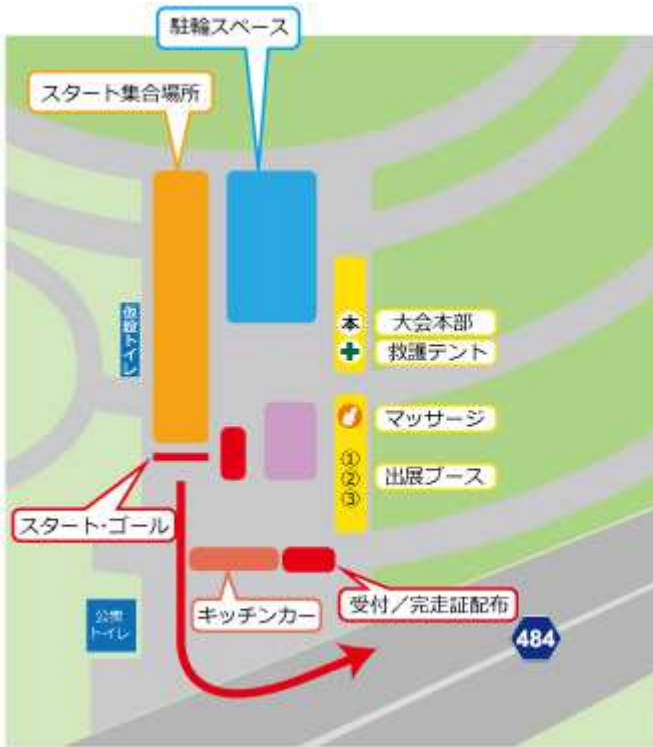 駐輪スペース
スタート集合場所
仮設トイレ
本 大会本部
救護テント
マッサージ
① 出展ブース
②
③
スタート・ゴール
キッチンカー
受付／完走証配布
公衆
トイレ
484